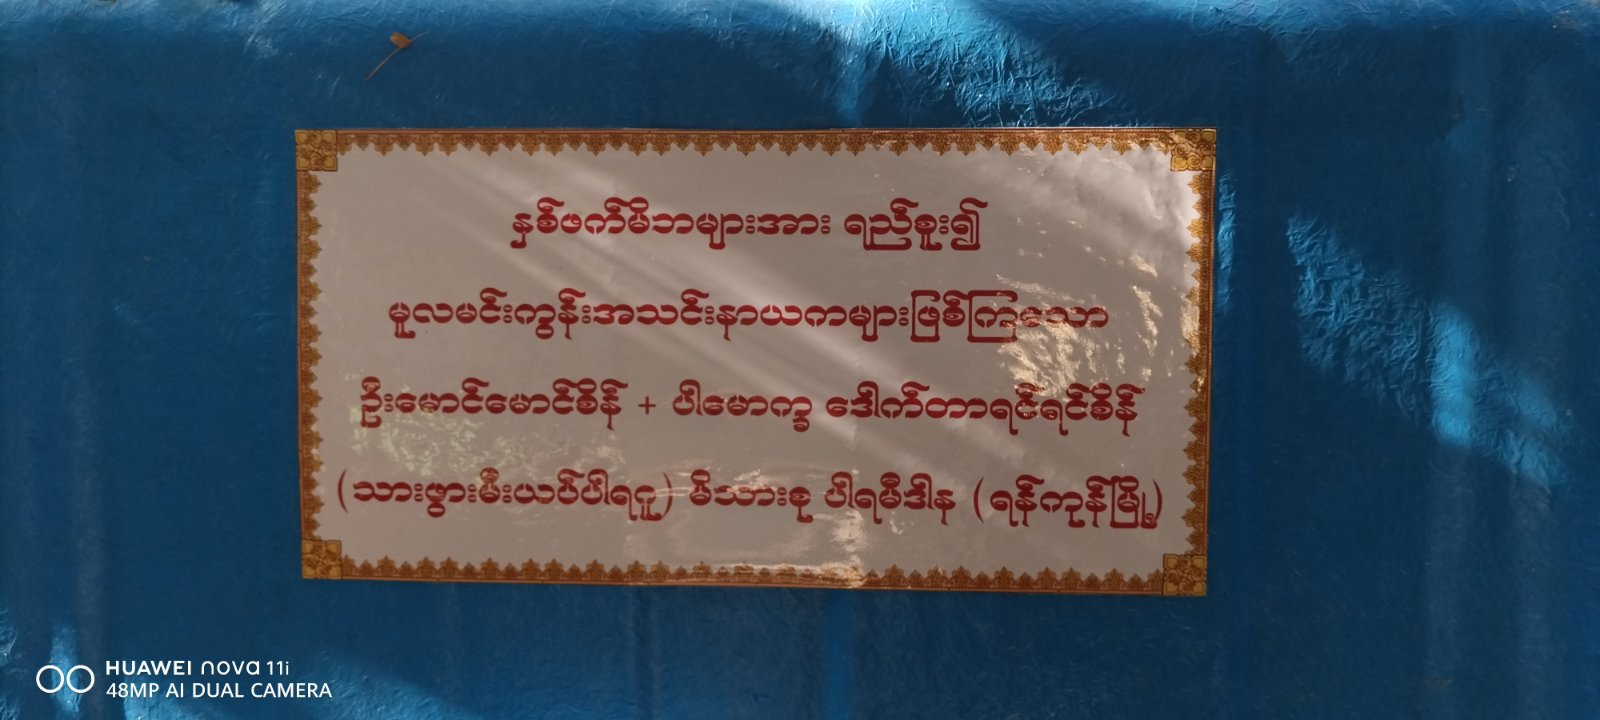 နှစ်ဖက်မိဘများအား ရည်စူး၍
မူလမင်းကွန်းအသင်းနာယကများဖြစ်ကြသော
ဦးမောင်မောင်စိန် + ပါမောက္ခ ဒေါက်တာရင်ရင်စိန်
(သားဖွားမီးယပ်ပါရဂူ) မိသားစု ပါရမီဒါန (ရန်ကုန်မြို့)
HUAWEI nova 11i
48MP AI DUAL CAMERA